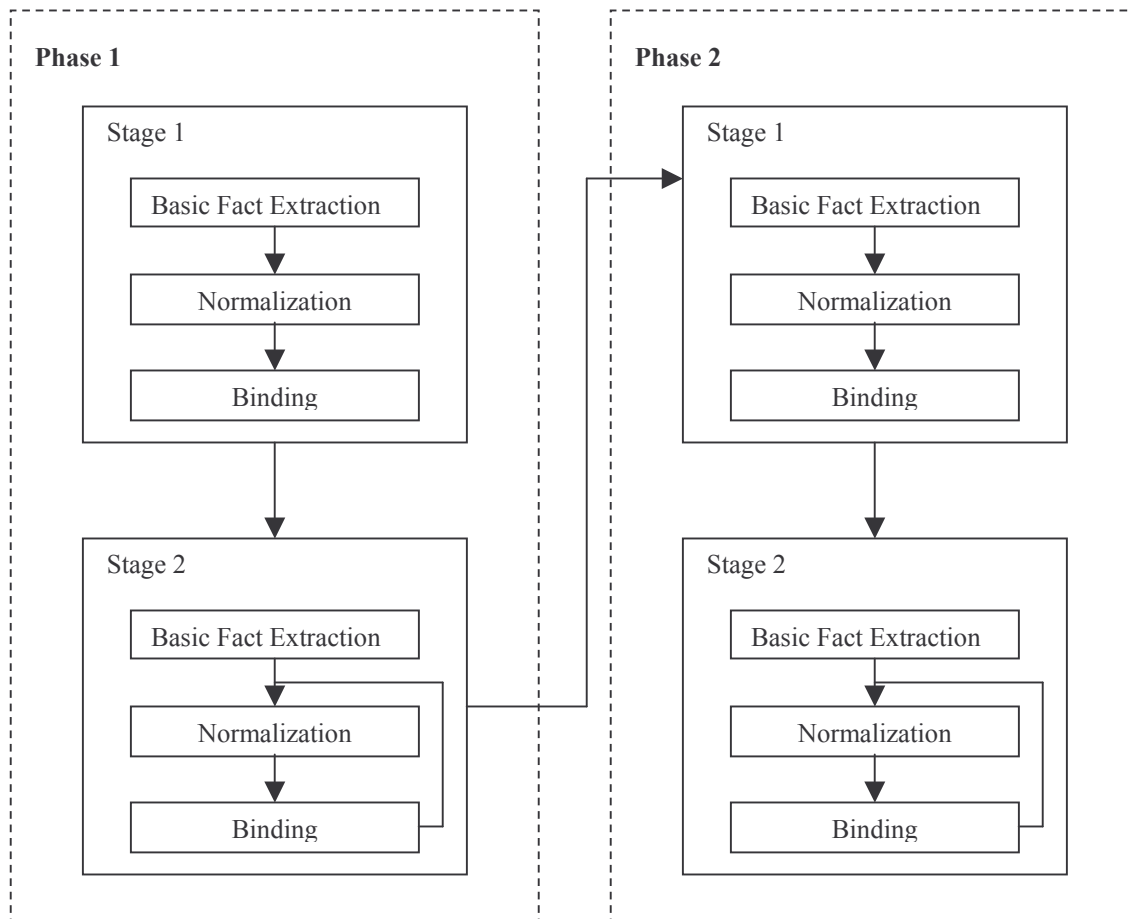 Phase 1
Stage 1
Basic Fact Extraction
Normalization
Binding
Stage 2
Basic Fact Extraction
Normalization
Binding
Phase 2
Stage 1
Basic Fact Extraction
Normalization
Binding
Stage 2
Basic Fact Extraction
Normalization
Binding